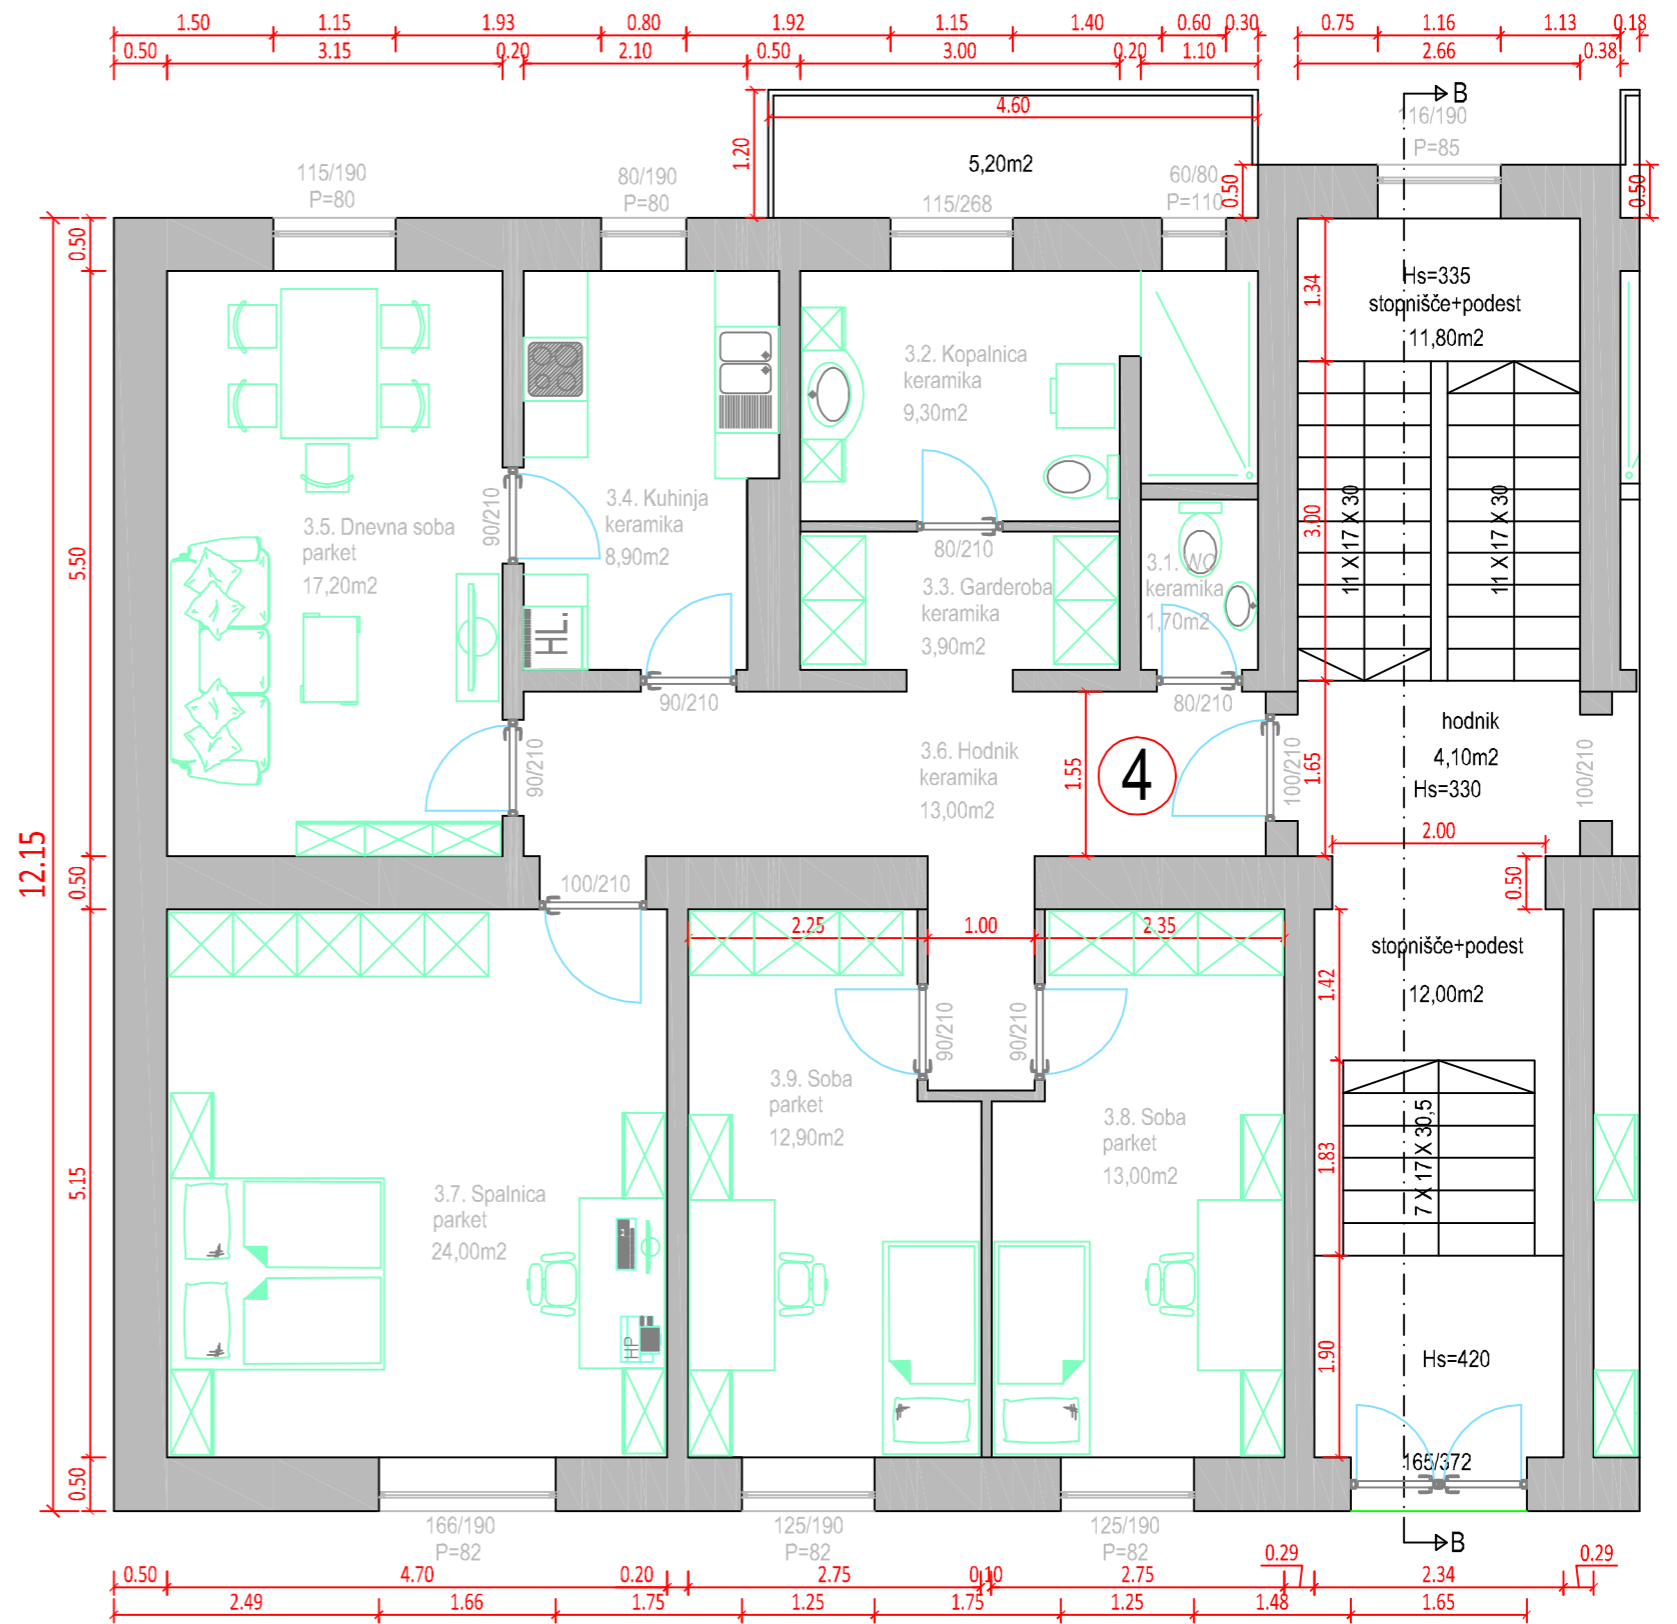 1.50 1.15 1.93 0.80 1.92 1.15 1.40 0.60 0.30 0.75 1.16 1.13 0.18
0.50 3.15 0.20 2.10 0.50 3.00 0.20 1.10 2.66 0.38
B
4.60
116/190
P=85
1.20
5,20m2
115/190
P=80
80/190
P=80
115/268
60/80
P=110
0.50
0.50
0.50
1.34
Hs=335
stopnišče+podest
11,80m2
3.2. Kopalnica
keramika
9,30m2
3.4. Kuhinja
keramika
8,90m2
90/210
3.5. Dnevna soba
parket
17,20m2
5.50
80/210
3.3. Garderoba
keramika
3,90m2
3.1. WC
keramika
1,70m2
3.00
11 X 17 X 30
11 X 17 X 30
HL.
90/210
80/210
90/210
3.6. Hodnik
keramika
13,00m2
1.55
4
100/210
1.65
hodnik
4,10m2
Hs=330
100/210
2.00
12.15
0.50
100/210
0.50
2.25 1.00 2.35
stopnišče+podest
12,00m2
1.42
90/210
90/210
3.9. Soba
parket
12,90m2
3.8. Soba
parket
13,00m2
7 X 17 X 30,5
1.83
5.15
3.7. Spalnica
parket
24,00m2
HP
1.90
Hs=420
165/372
0.50
166/190
P=82
125/190
P=82
125/190
P=82
B
0.50 4.70 0.20 2.75 0.10 2.75 0.29 2.34 0.29
2.49 1.66 1.75 1.25 1.75 1.25 1.48 1.65